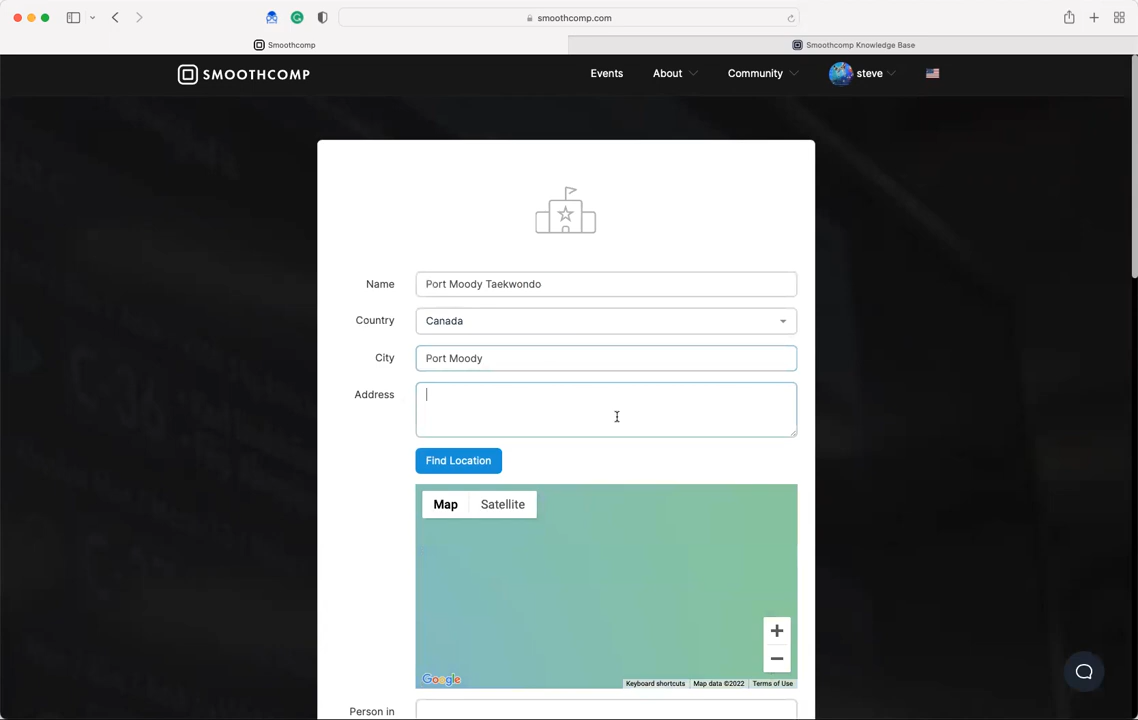 smoothcomp.com
Smoothcomp
Smoothcomp Knowledge Base
SMOOTHCOMP
Events
About
Community
steve
Name
Port Moody Taekwondo
Country
Canada
City
Port Moody
Address
Find Location
Map
Satellite
Google
Keyboard shortcuts
Map data ©2022
Terms of Use
Person in